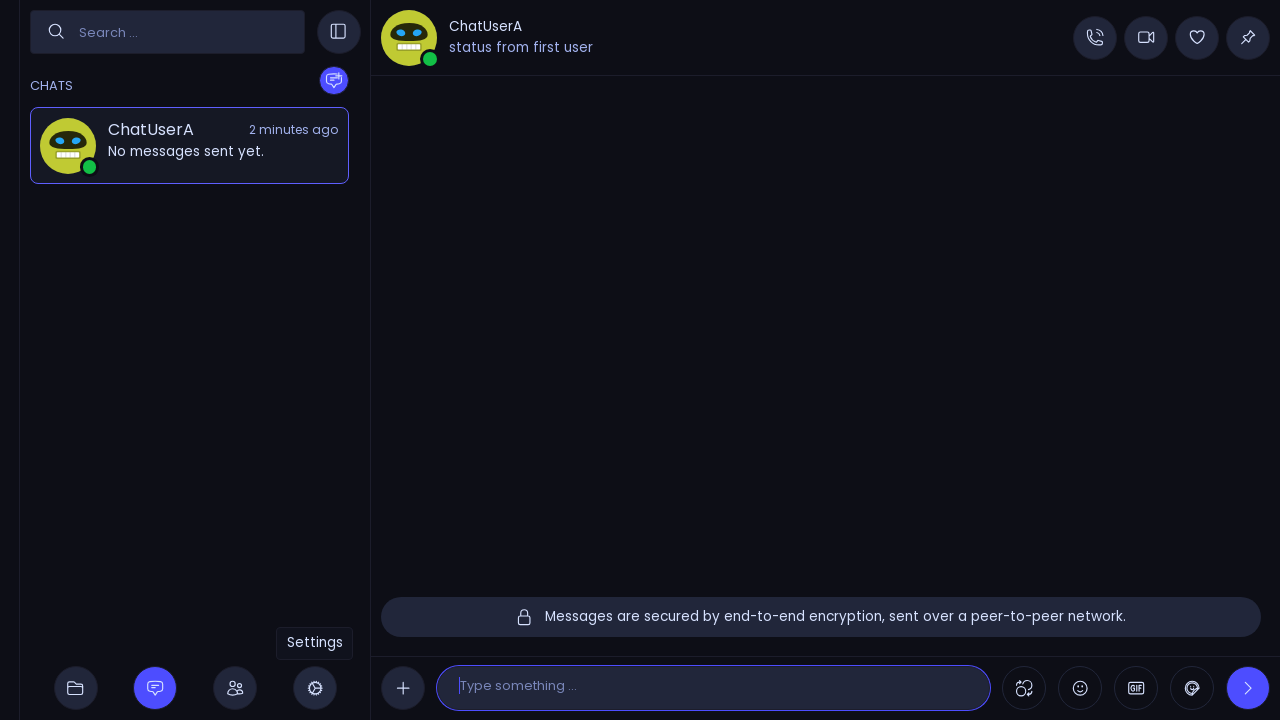 Search ...
CHATS
ChatUserA
2 minutes ago
No messages sent yet.
Settings
ChatUserA
status from first user
Messages are secured by end-to-end encryption, sent over a peer-to-peer network.
Type something ...
GIF